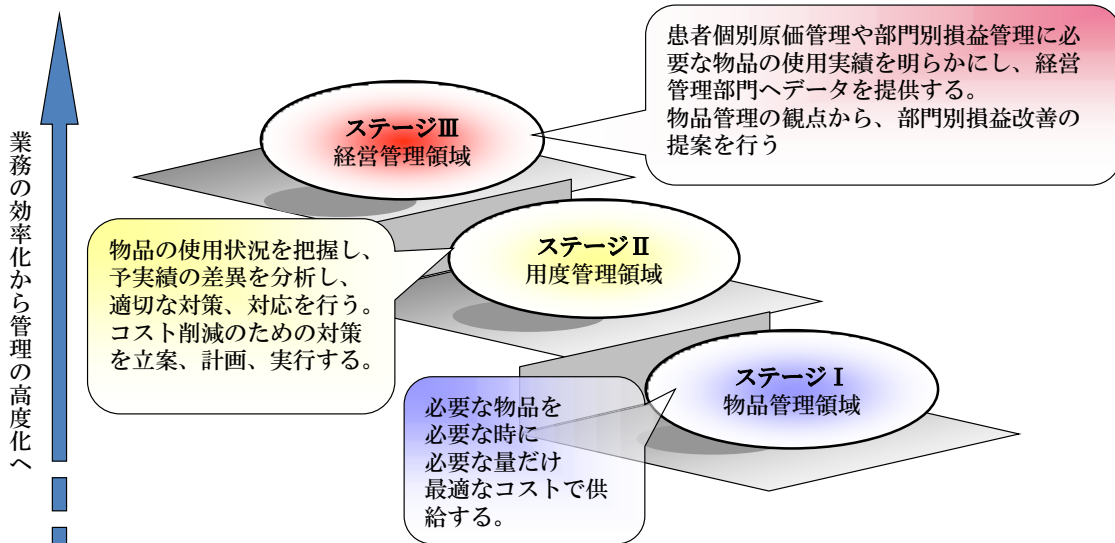 業務の効率化から管理の高度化へ
ステージⅢ
経営管理領域
患者個別原価管理や部門別損益管理に必
要な物品の使用実績を明らかにし、経営
管理部門へデータを提供する。
物品管理の観点から、部門別損益改善の
提案を行う
ステージⅡ
用度管理領域
物品の使用状況を把握し、
予実績の差異を分析し、
適切な対策、対応を行う。
コスト削減のための対策
を立案、計画、実行する。
ステージⅠ
物品管理領域
必要な物品を
必要な時に
必要な量だけ
最適なコストで供
給する。